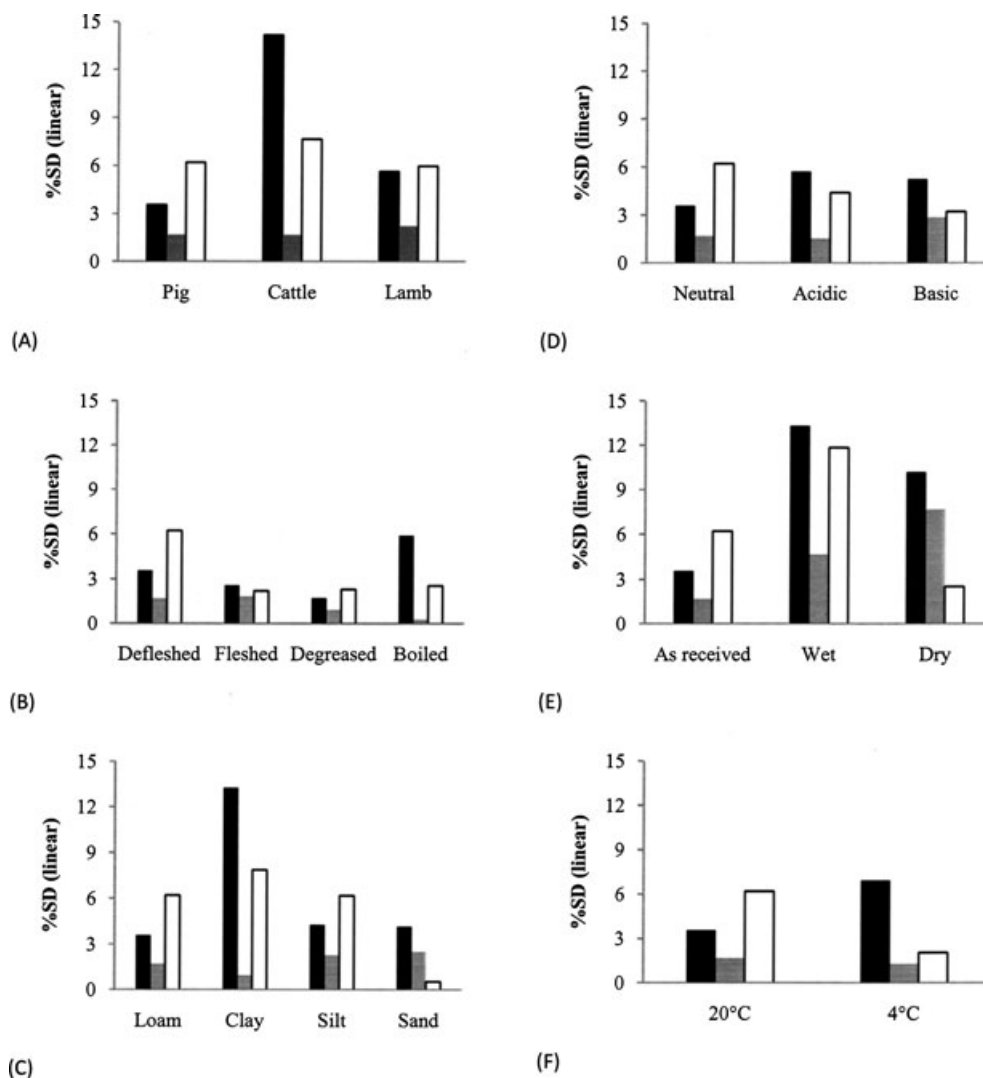 15
12
9
6
3
0
%SD (linear)
Pig Cattle Lamb
(A)
15
12
9
6
3
0
%SD (linear)
Neutral Acidic Basic
(D)
15
12
9
6
3
0
%SD (linear)
Defleshed Fleshed Degreased Boiled
(B)
15
12
9
6
3
0
%SD (linear)
As received Wet Dry
(E)
15
12
9
6
3
0
%SD (linear)
Loam Clay Silt Sand
(C)
15
12
9
6
3
0
%SD (linear)
20°C 4°C
(F)